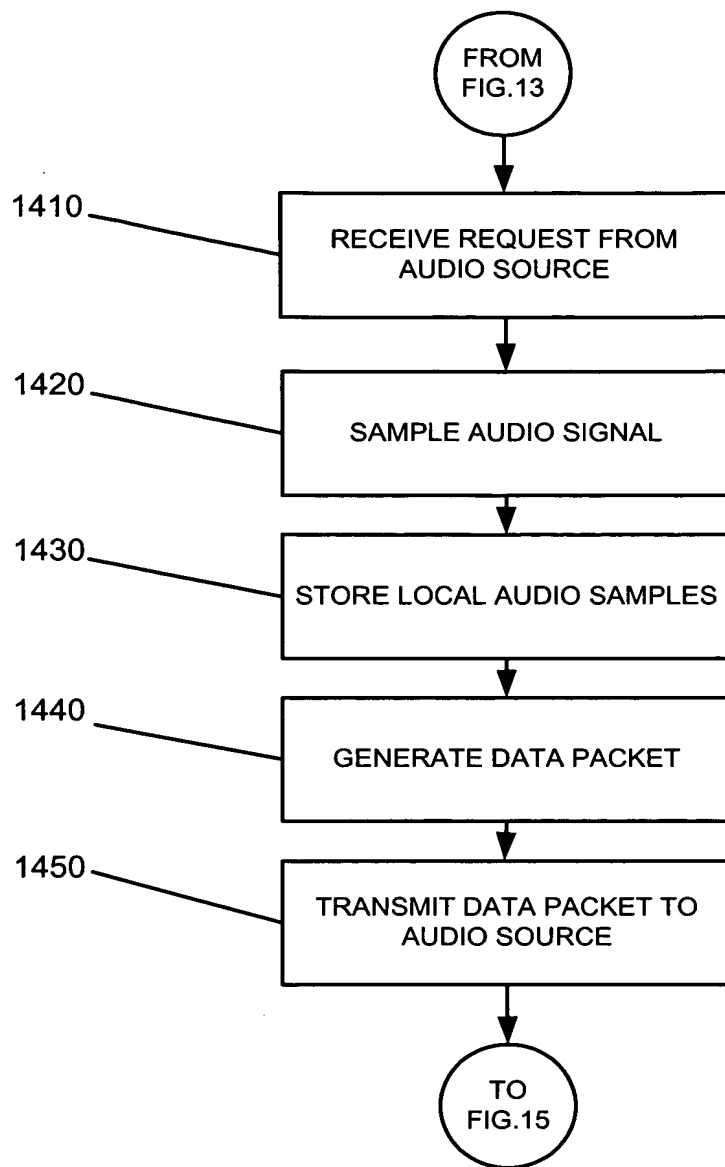 FROM
FIG.13
1410
RECEIVE REQUEST FROM
AUDIO SOURCE
1420
SAMPLE AUDIO SIGNAL
1430
STORE LOCAL AUDIO SAMPLES
1440
GENERATE DATA PACKET
1450
TRANSMIT DATA PACKET TO
AUDIO SOURCE
TO
FIG.15